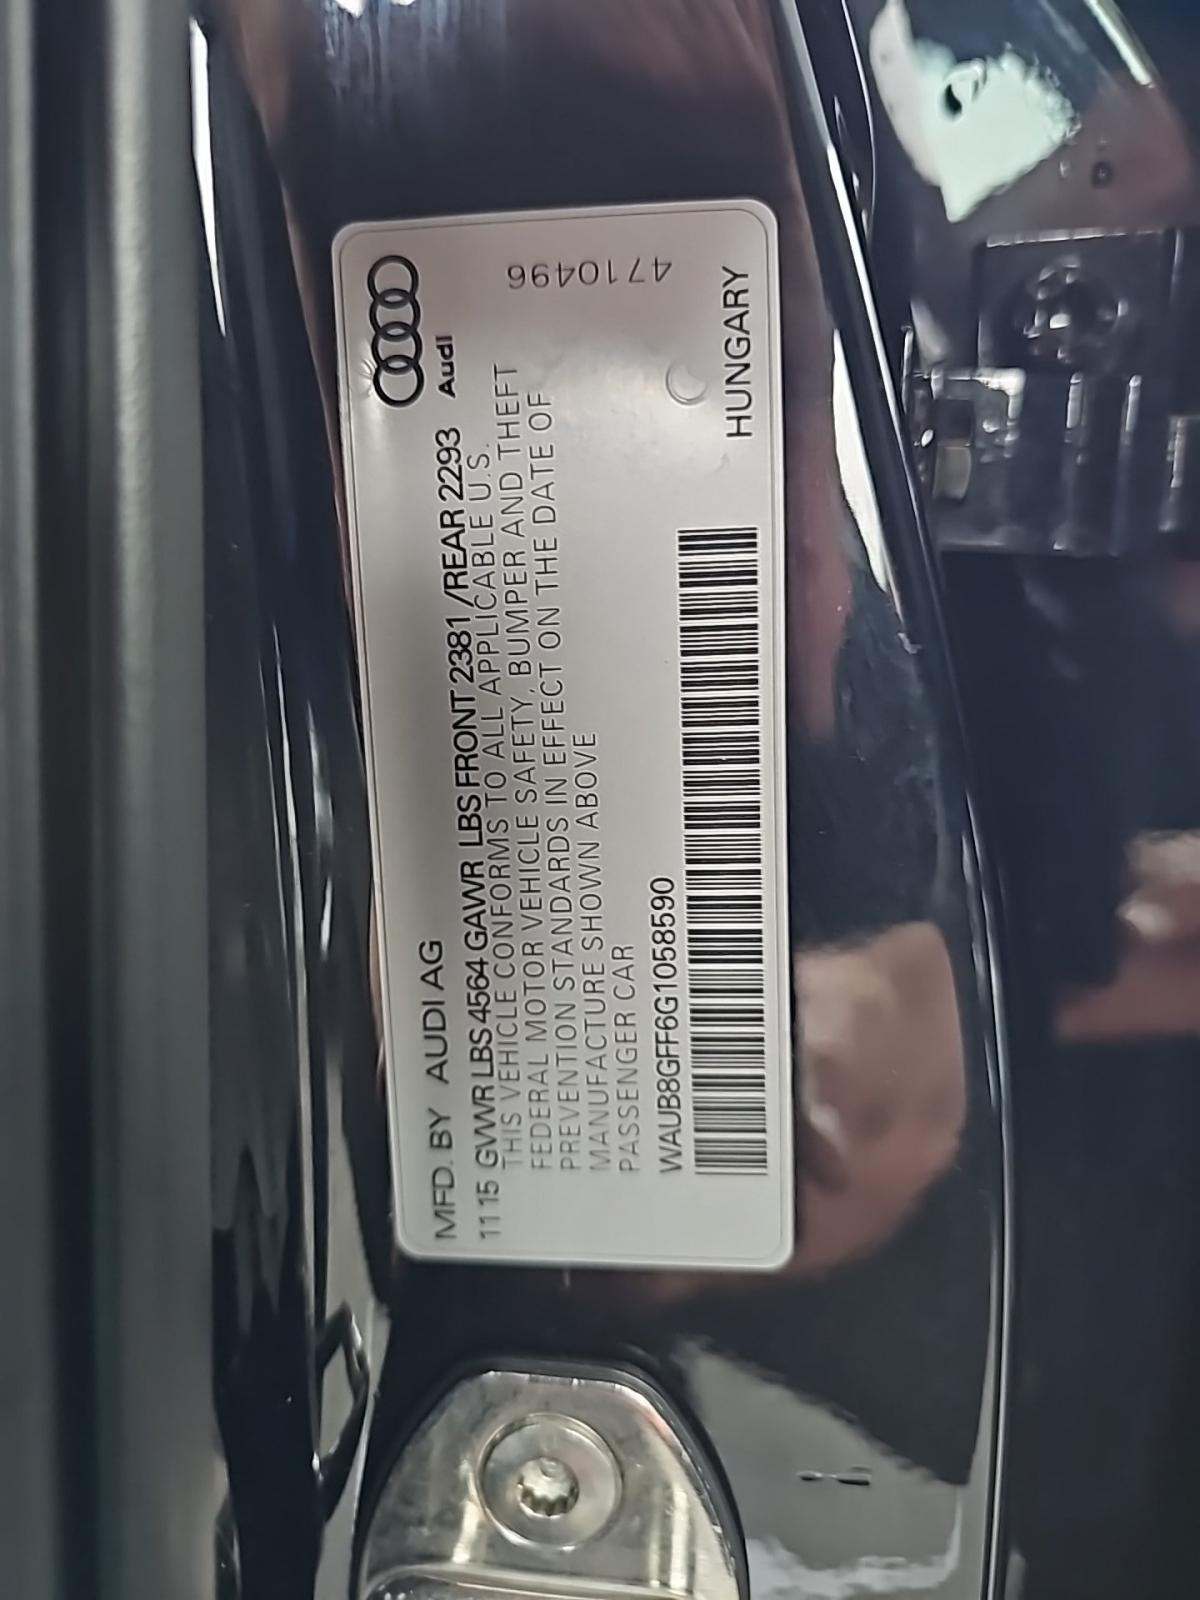 MFD. BY AUDI AG
Audi
11 15 GVWR LBS 4564 GAWR LBS FRONT 2381 / REAR 2293
THIS VEHICLE CONFORMS TO ALL APPLICABLE U.S.
FEDERAL MOTOR VEHICLE SAFETY, BUMPER AND THEFT
PREVENTION STANDARDS IN EFFECT ON THE DATE OF
MANUFACTURE SHOWN ABOVE
PASSENGER CAR
4710496
WAUB8GFF6G1058590
HUNGARY